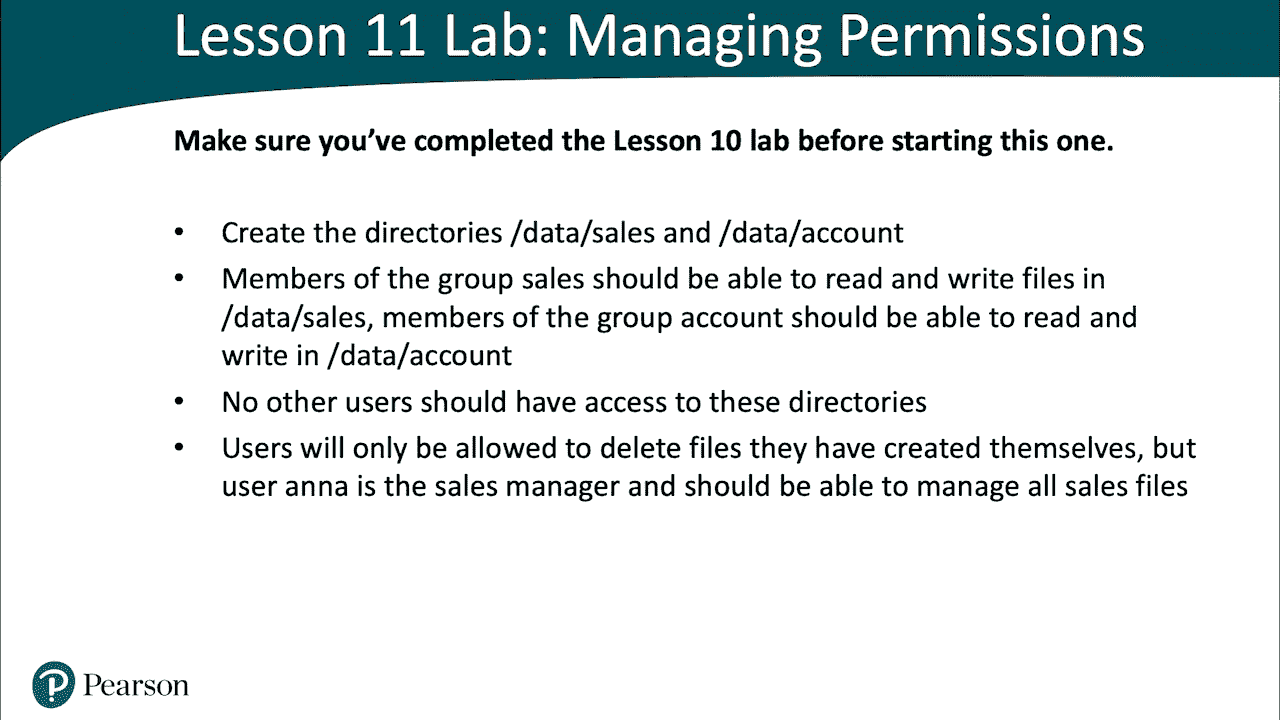 Lesson 11 Lab: Managing Permissions
Make sure you’ve completed the Lesson 10 lab before starting this one.
• Create the directories /data/sales and /data/account
• Members of the group sales should be able to read and write files in
/data/sales, members of the group account should be able to read and
write in /data/account
• No other users should have access to these directories
• Users will only be allowed to delete files they have created themselves, but
user anna is the sales manager and should be able to manage all sales files
Pearson